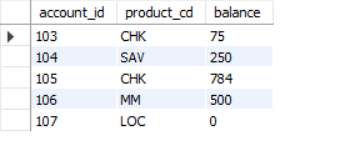 account_id product_cd balance
103 CHK 75
104 SAV 250
105 CHK 784
106 MM 500
107 LOC 0